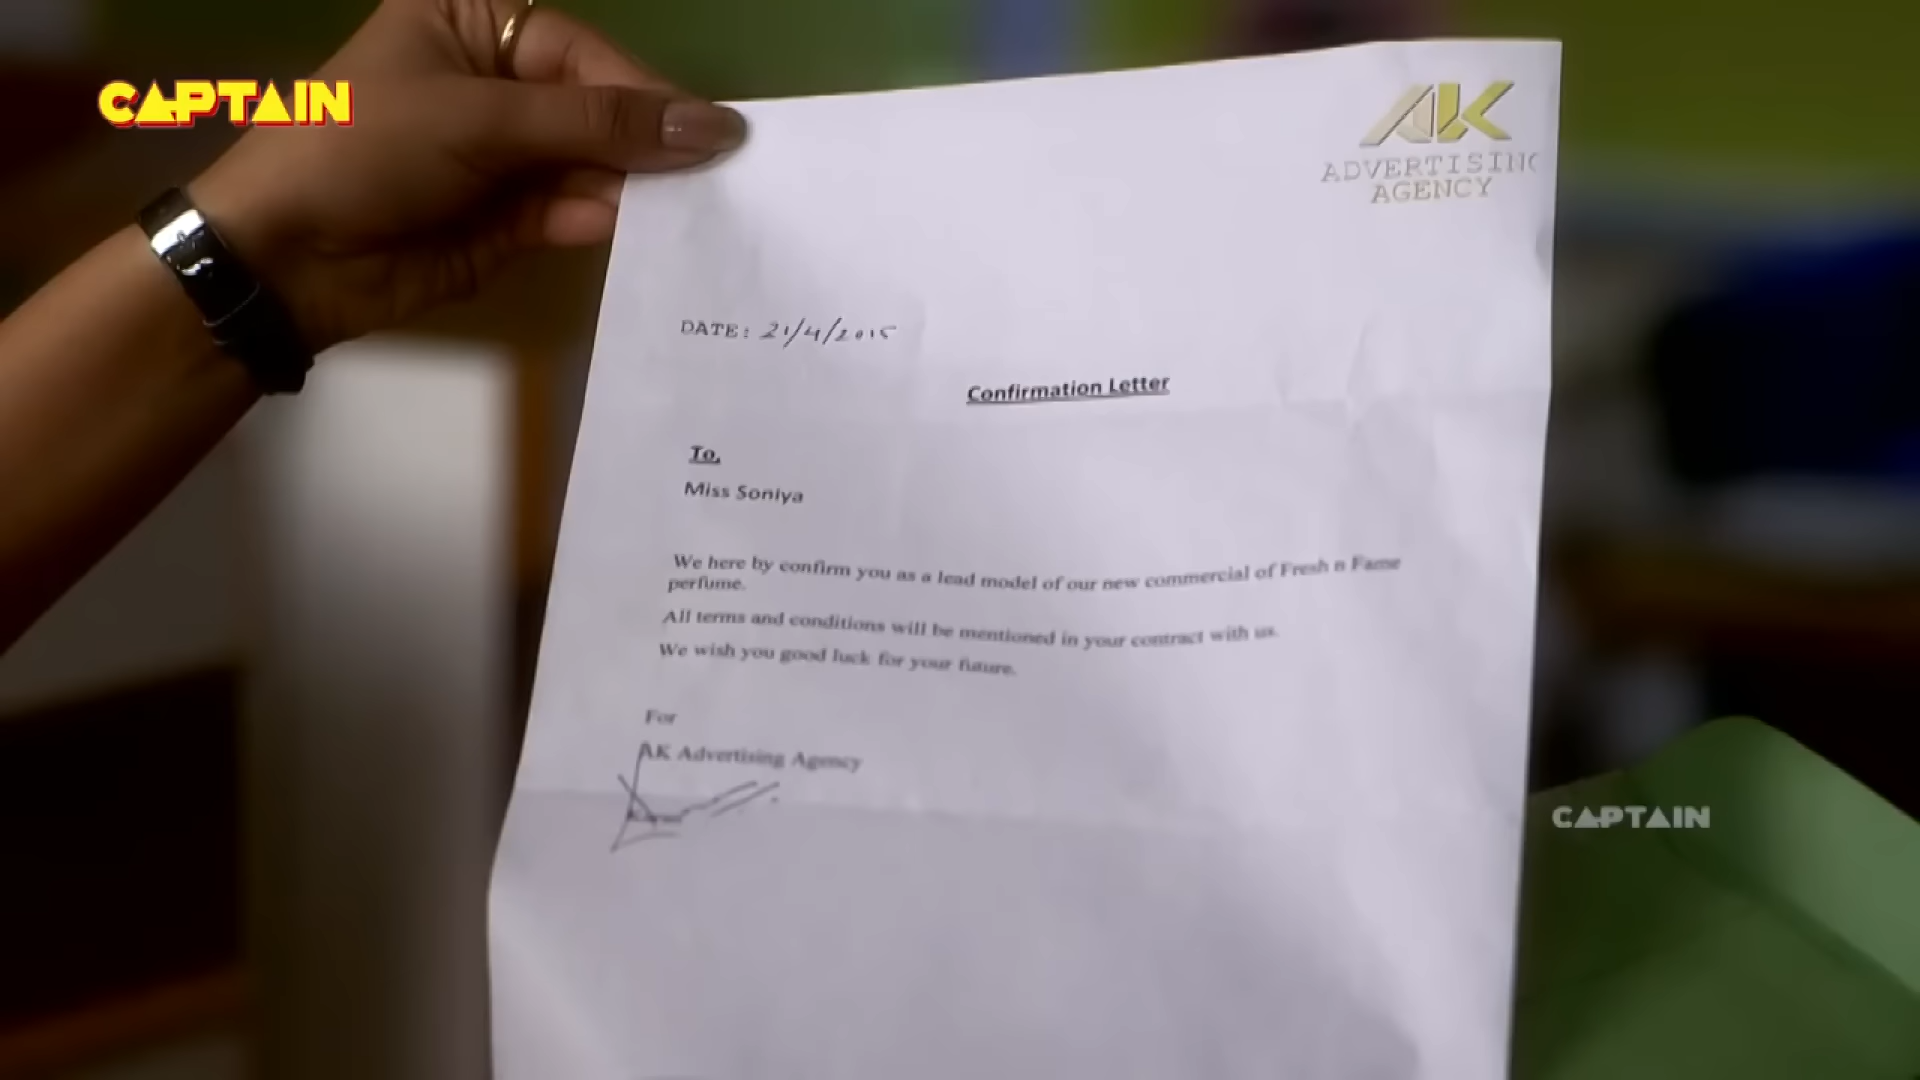 CAPTAIN
AK
ADVERTISING
AGENCY
DATE: 21/4/2015
Confirmation Letter
To,
Miss Soniya
We here by confirm you as a lead model of our new commercial of Fresh n Fame
perfume.
All terms and conditions will be mentioned in your contract with us.
We wish you good luck for your future.
For
AK Advertising Agency
CAPTAIN